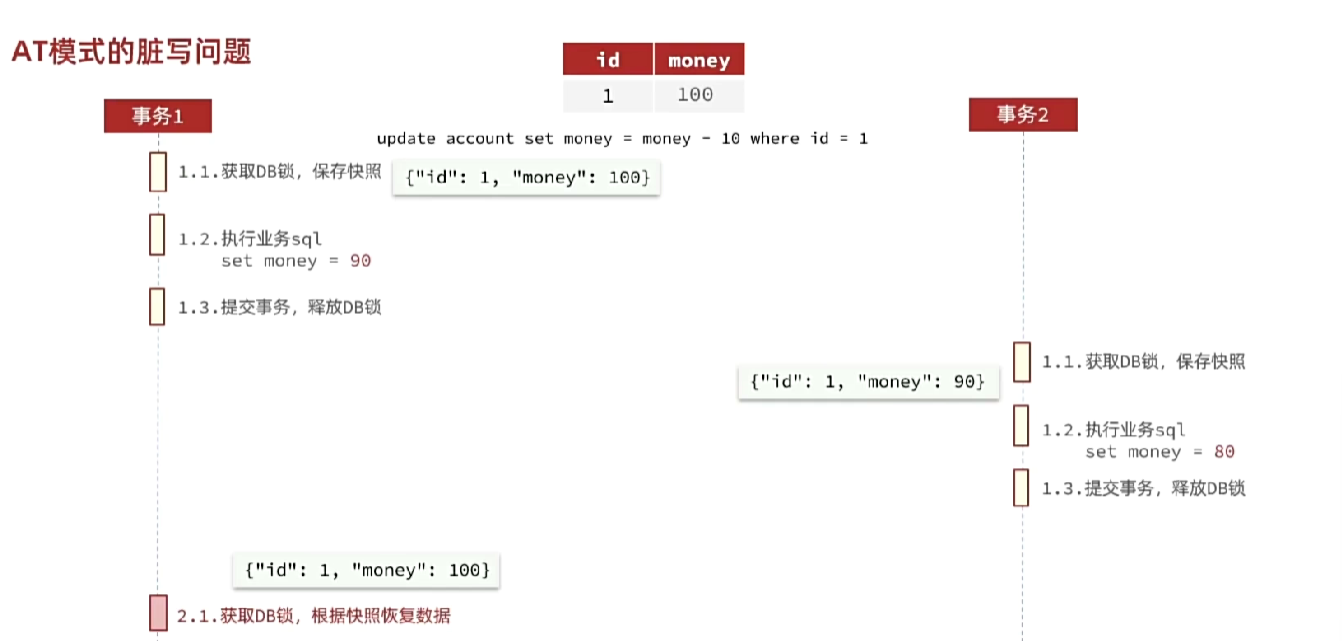 AT模式的脏写问题
id money
1 100
事务1
事务2
update account set money = money - 10 where id = 1
1.1.获取DB锁，保存快照
{"id": 1, "money": 100}
1.2.执行业务sql
set money = 90
1.3.提交事务，释放DB锁
1.1.获取DB锁，保存快照
{"id": 1, "money": 90}
1.2.执行业务sql
set money = 80
1.3.提交事务，释放DB锁
{"id": 1, "money": 100}
2.1.获取DB锁，根据快照恢复数据